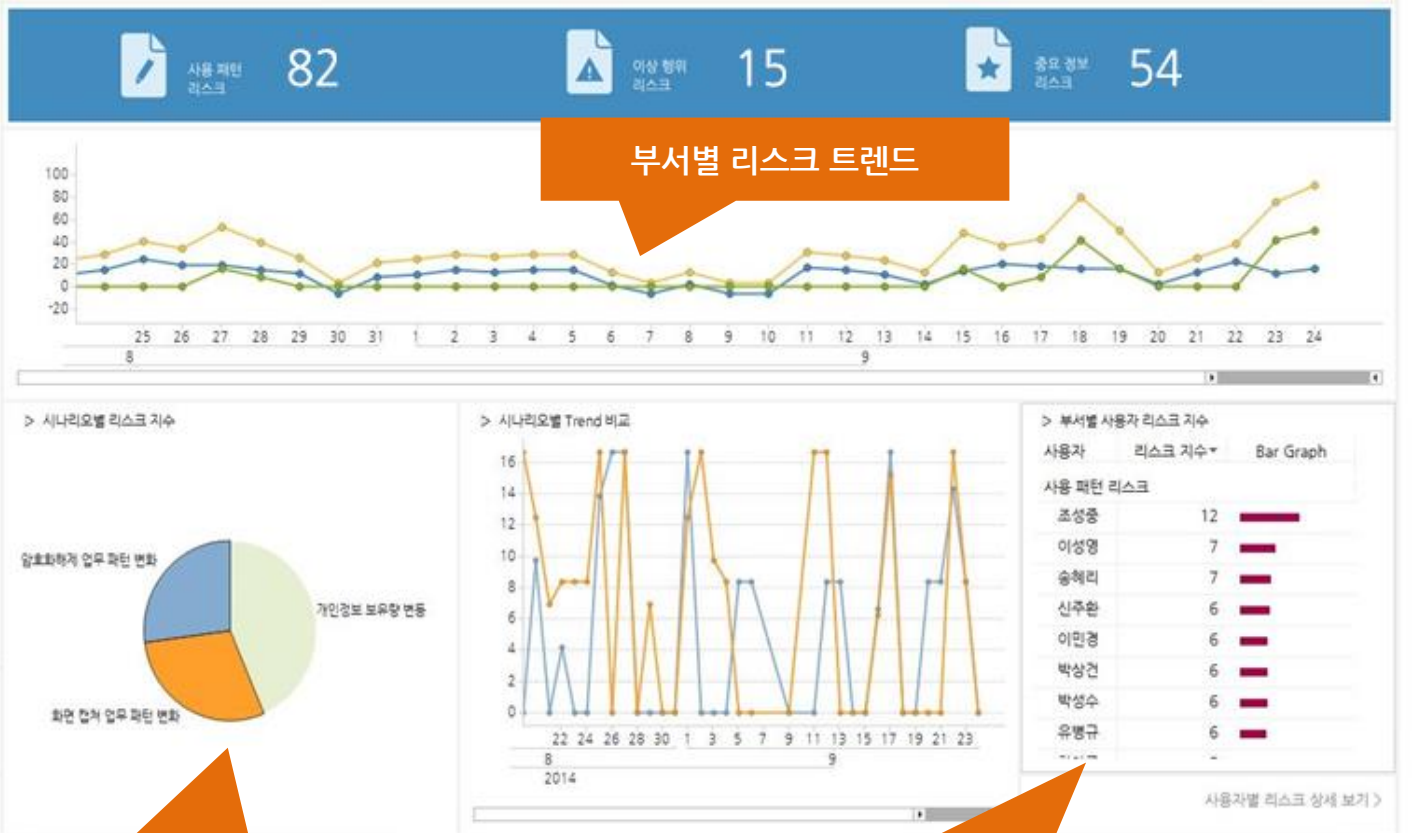 사용 패턴
리스크
82
이상 행위
리스크
15
중요 정보
리스크
54
부서별 리스크 트렌드
100
80
60
40
20
0
-20
25 26 27 28 29 30 31 1 2 3 4 5 6 7 8 9 10 11 12 13 14 15 16 17 18 19 20 21 22 23 24
8 9
> 시나리오별 리스크 지수
암호화해제 업무 패턴 변화
개인정보 보유량 변동
화면 캡쳐 업무 패턴 변화
> 시나리오별 Trend 비교
16
14
12
10
8
6
4
2
0
22 24 26 28 30 1 3 5 7 9 11 13 15 17 19 21 23
8 9
2014
> 부서별 사용자 리스크 지수
사용자 리스크 지수▼ Bar Graph
사용 패턴 리스크
조성중 12
이성영 7
송혜리 7
신주환 6
이민경 6
박상건 6
박성수 6
유병규 6
사용자별 리스크 상세 보기 >